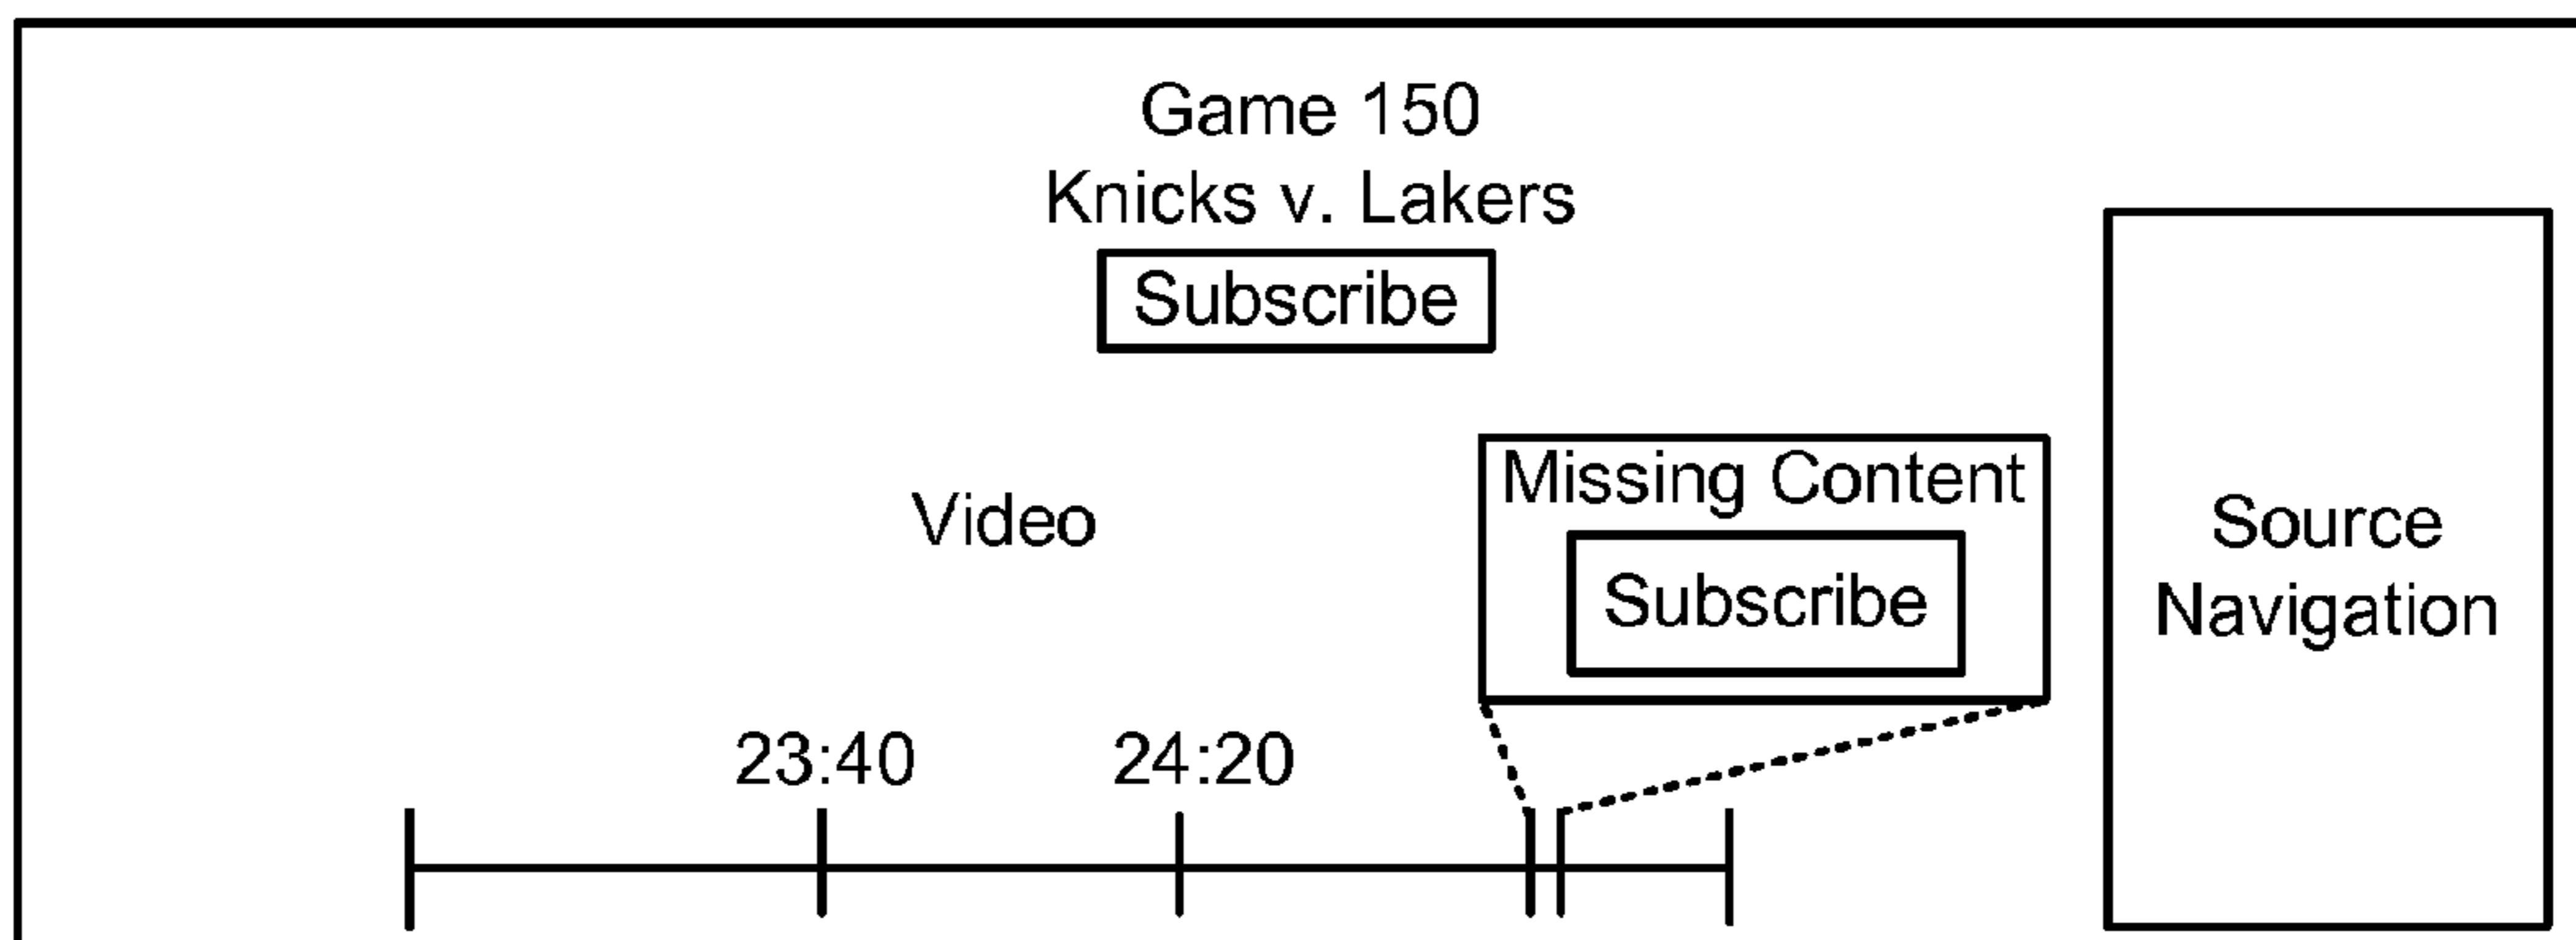 Game 150
Knicks v. Lakers
Subscribe
Video
Missing Content
Subscribe
Source
Navigation
23:40
24:20